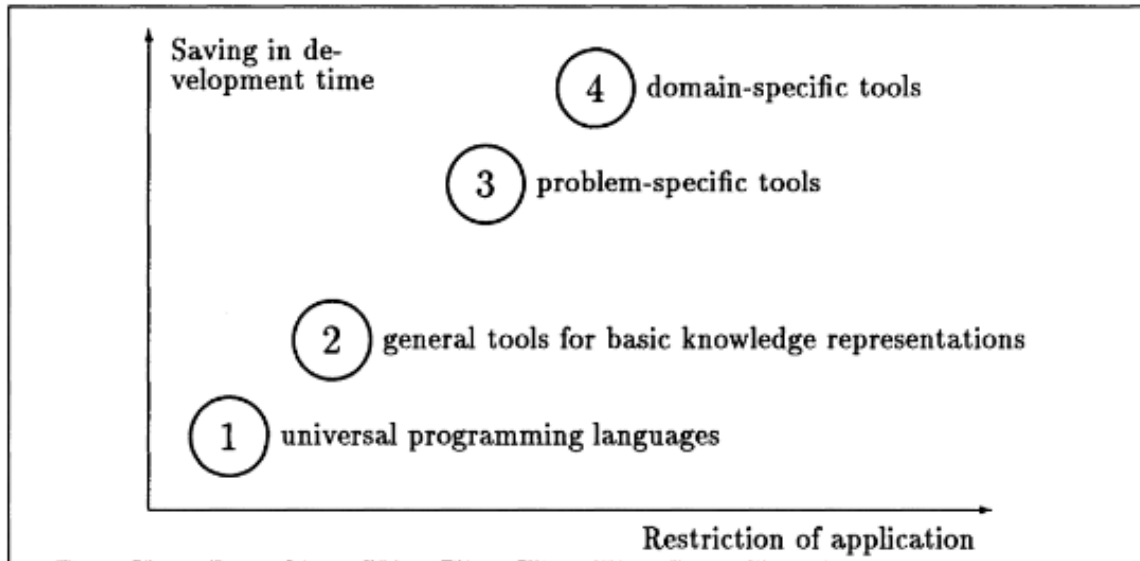 Saving in de-
velopment time
4 domain-specific tools
3 problem-specific tools
2 general tools for basic knowledge representations
1 universal programming languages
Restriction of application